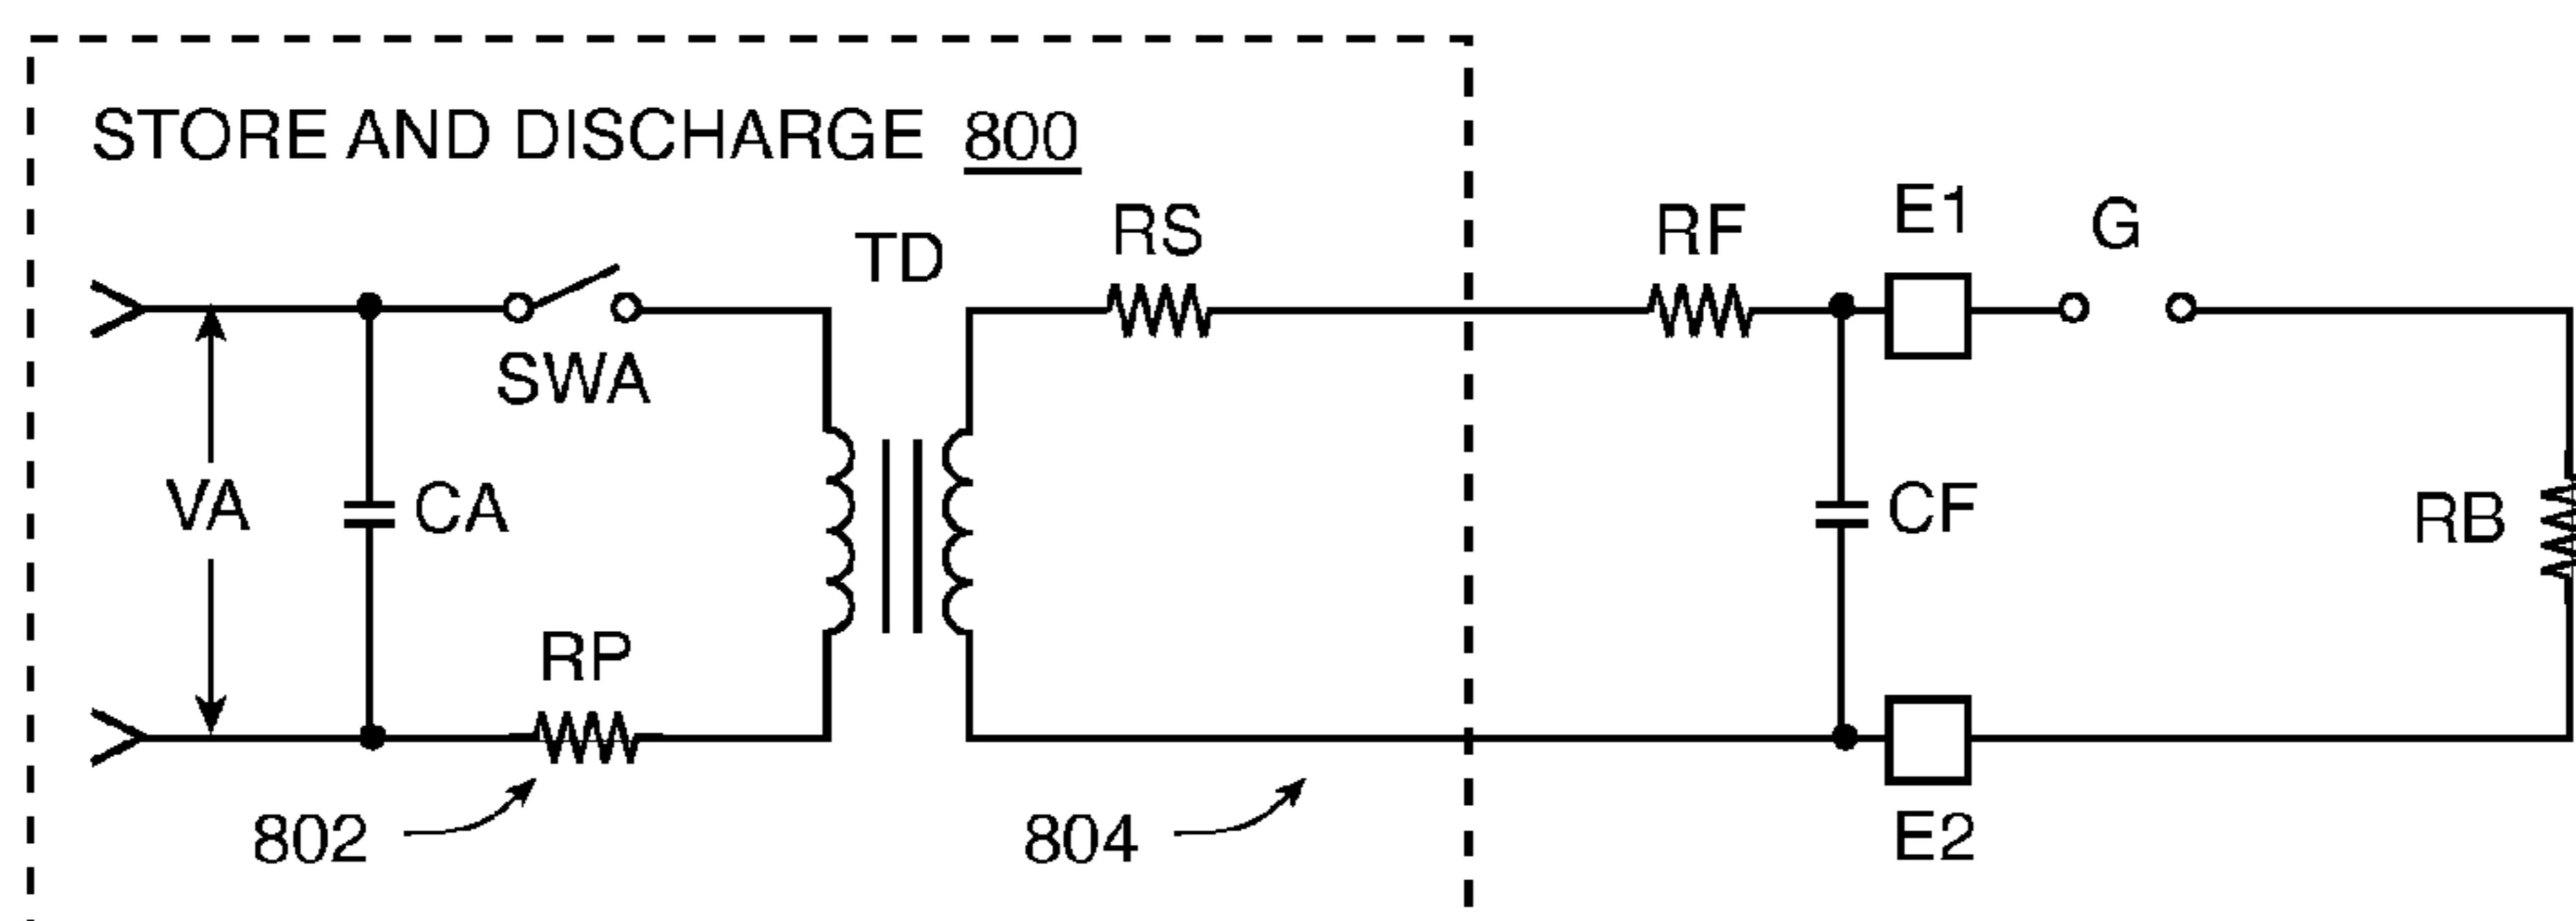 STORE AND DISCHARGE 800
TD
RS
RF
E1
G
SWA
VA
CA
CF
RB
RP
802
804
E2